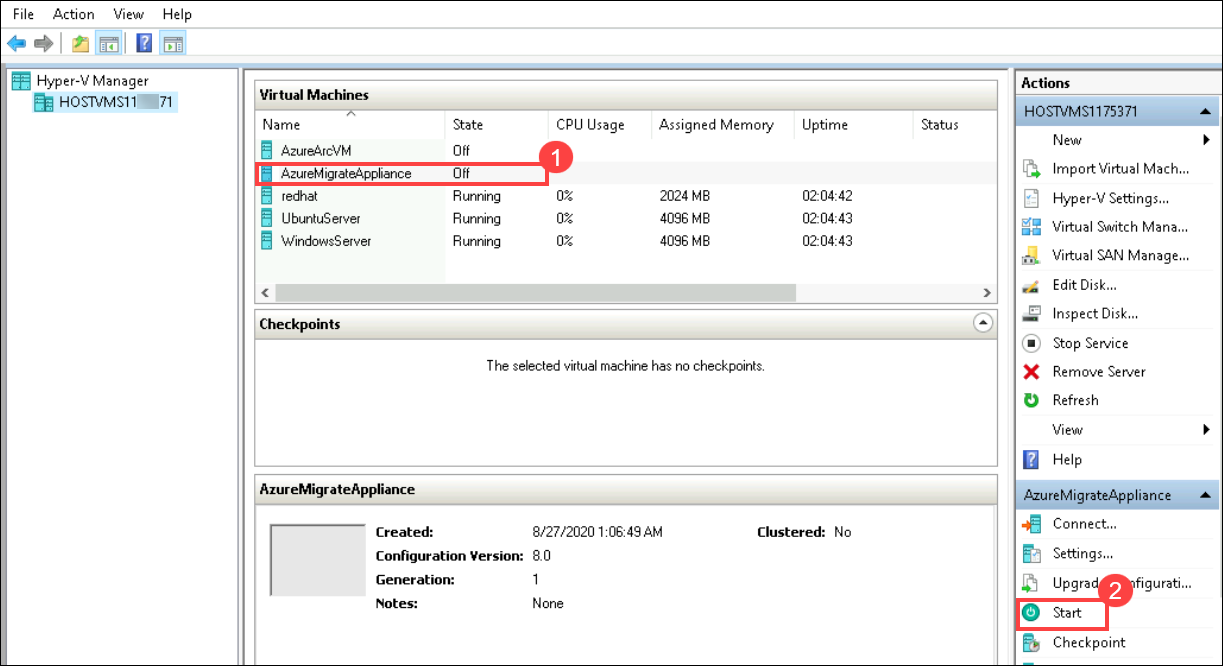 File Action View Help
Hyper-V Manager
HOSTVMS11 71
Virtual Machines
Name State CPU Usage Assigned Memory Uptime Status
AzureArcVM Off
1
AzureMigrateAppliance Off
redhat Running 0% 2024 MB 02:04:42
UbuntuServer Running 0% 4096 MB 02:04:43
WindowsServer Running 0% 4096 MB 02:04:43
Checkpoints
The selected virtual machine has no checkpoints.
AzureMigrateAppliance
Created: 8/27/2020 1:06:49 AM Clustered: No
Configuration Version: 8.0
Generation: 1
Notes: None
Actions
HOSTVMS1175371
New
Import Virtual Mach...
Hyper-V Settings...
Virtual Switch Mana...
Virtual SAN Manage...
Edit Disk...
Inspect Disk...
Stop Service
Remove Server
Refresh
View
Help
AzureMigrateAppliance
Connect...
Settings...
2
Start
Checkpoint